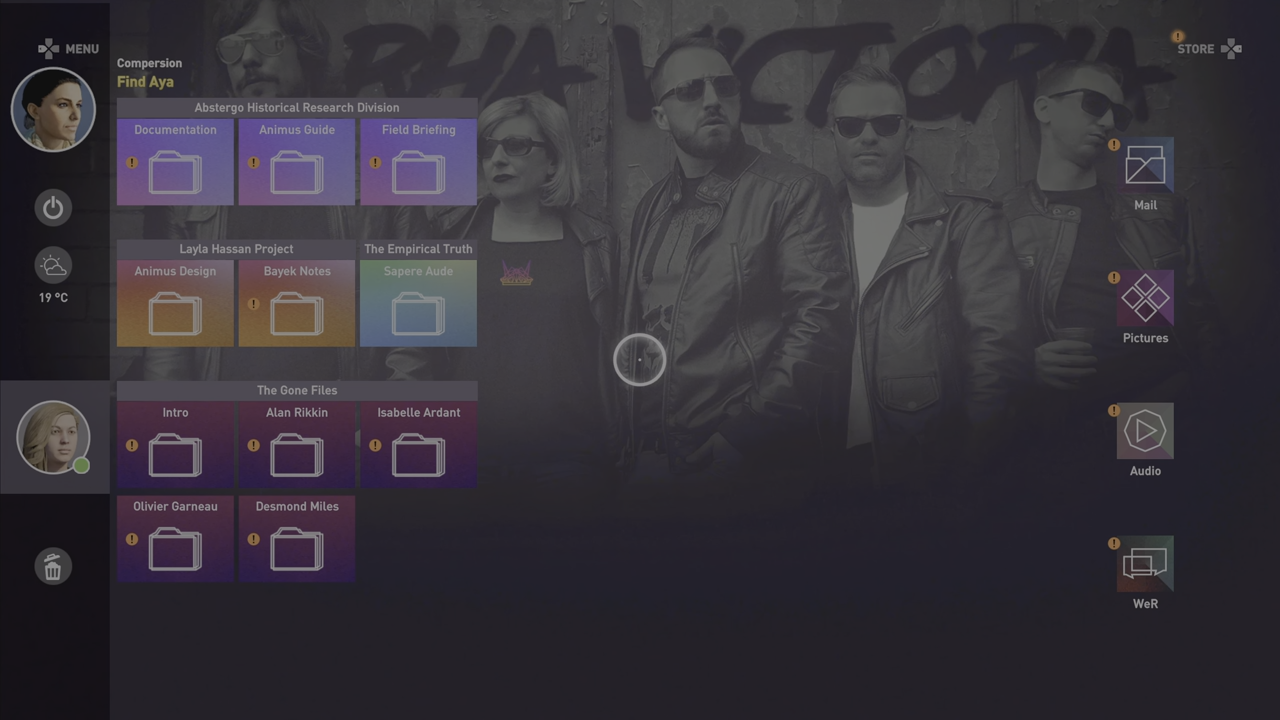 MENU
STORE
Compersion
Find Aya
Abstergo Historical Research Division
Documentation
Animus Guide
Field Briefing
Layla Hassan Project
The Empirical Truth
Animus Design
Bayek Notes
Sapere Aude
19 °C
The Gone Files
Intro
Alan Rikkin
Isabelle Ardant
Olivier Garneau
Desmond Miles
Mail
Pictures
Audio
WeR
VICTORIA